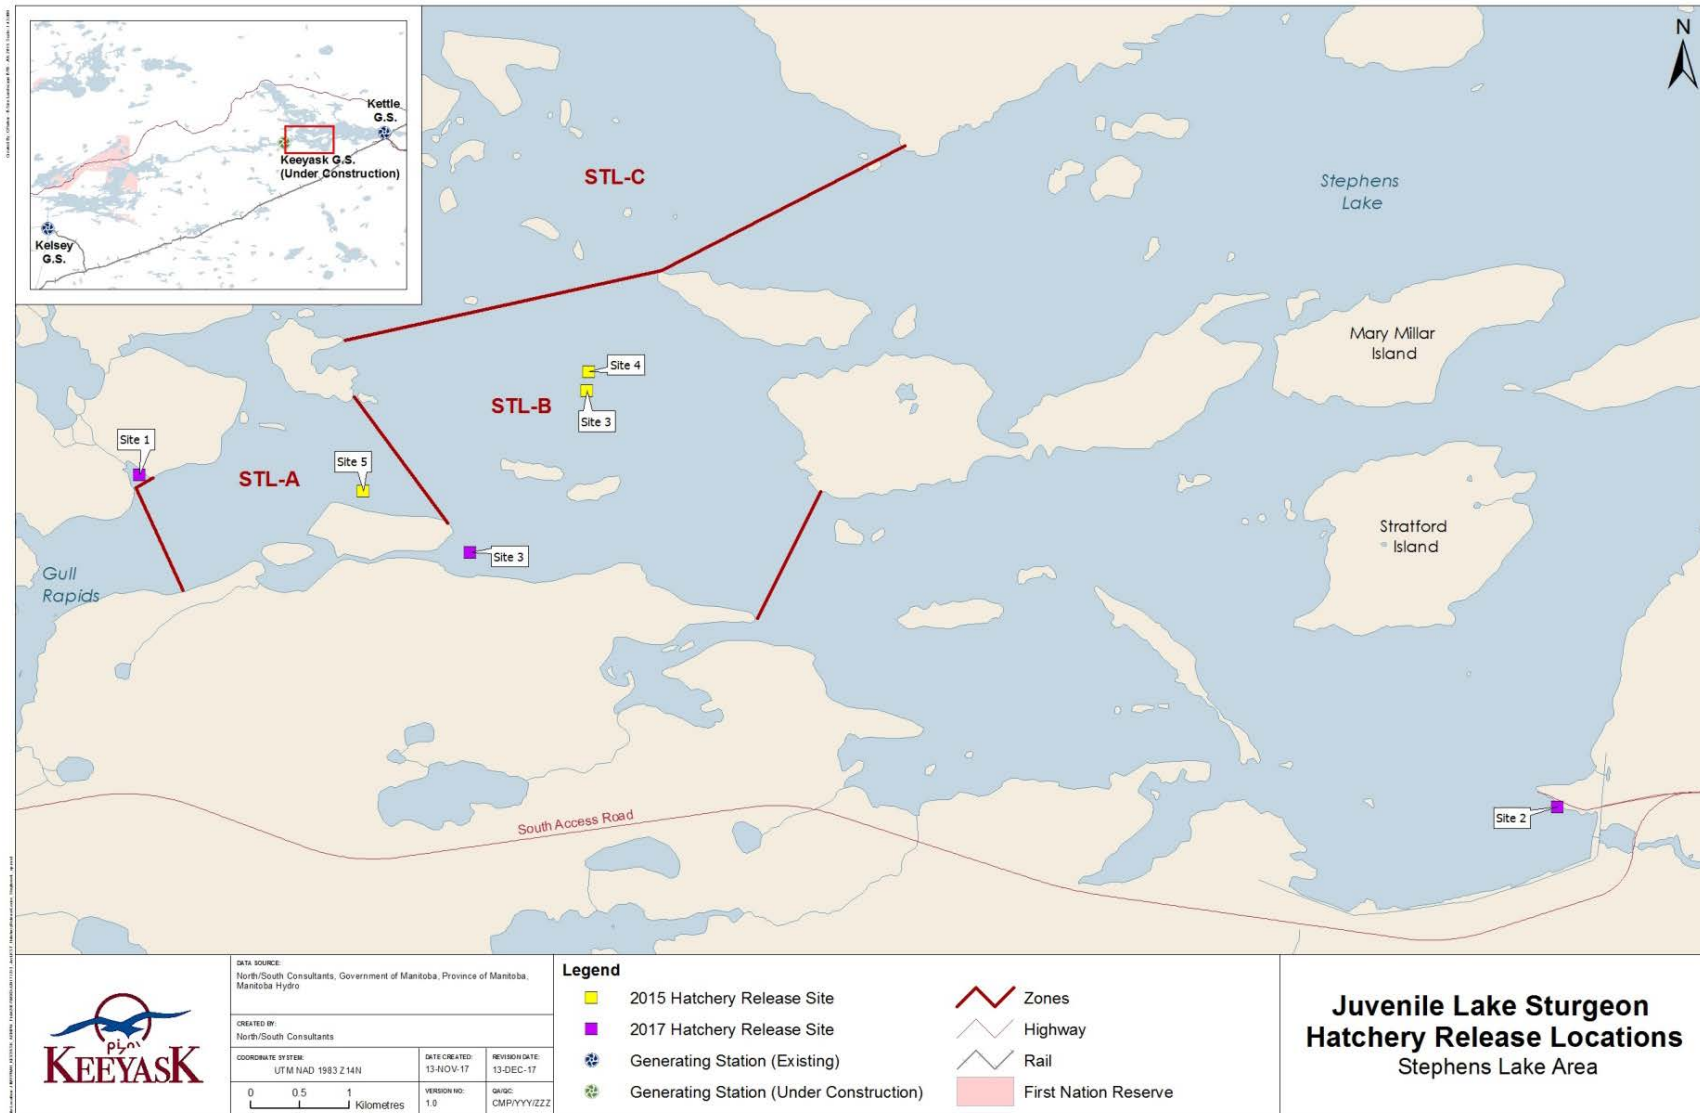 N
Kettle
G.S.
Keeyask G.S.
(Under Construction)
Kelsey
G.S.
STL-C
Stephens
Lake
Mary Millar
Island
Site 4
STL-B
Site 3
Site 1
Site 5
STL-A
Site 3
Stratford
Island
Gull
Rapids
South Access Road
Site 2
KEEYASK
DATA SOURCE:
North/South Consultants, Government of Manitoba, Province of Manitoba,
Manitoba Hydro
CREATED BY:
North/South Consultants
COORDINATE SYSTEM:
UTM NAD 1983 Z14N
DATE CREATED:
13-NOV-17
REVISION DATE:
13-DEC-17
0 0.5 1
Kilometres
VERSION NO:
1.0
QA/QC:
CMP/YYY/ZZZ
Legend
2015 Hatchery Release Site
2017 Hatchery Release Site
Generating Station (Existing)
Generating Station (Under Construction)
Zones
Highway
Rail
First Nation Reserve
Juvenile Lake Sturgeon
Hatchery Release Locations
Stephens Lake Area